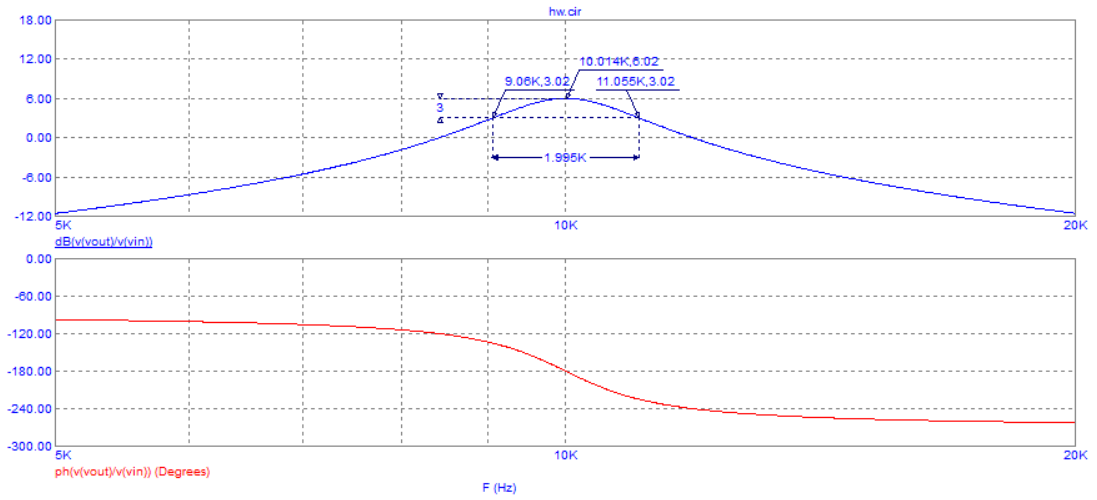 hw.cir
18.00
12.00
6.00
0.00
-6.00
-12.00
10.014K,6.02
9.06K,3.02
11.055K,3.02
3
1.995K
5K
10K
20K
dB(v(vout)/v(vin))
0.00
-60.00
-120.00
-180.00
-240.00
-300.00
5K
10K
20K
ph(v(vout)/v(vin)) (Degrees)
F (Hz)